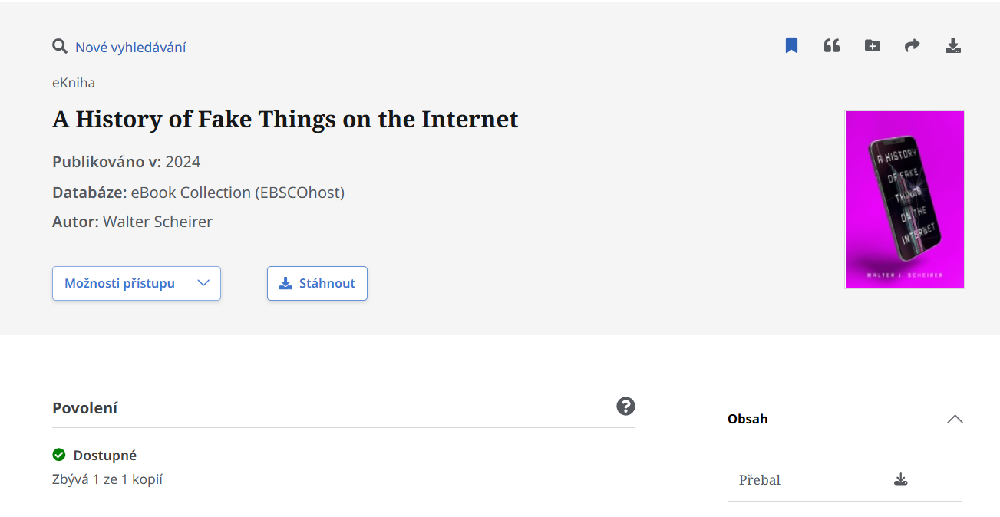 Nové vyhledávání
eKniha
A History of Fake Things on the Internet
Publikováno v: 2024
Databáze: eBook Collection (EBSCOhost)
Autor: Walter Scheirer
Možnosti přístupu
Stáhnout
A HISTORY
OF FAKE
THINGS
ON THE
INTERNET
WALTER J. SCHEIRER
Povolení
Dostupné
Zbývá 1 ze 1 kopií
Obsah
Přebal